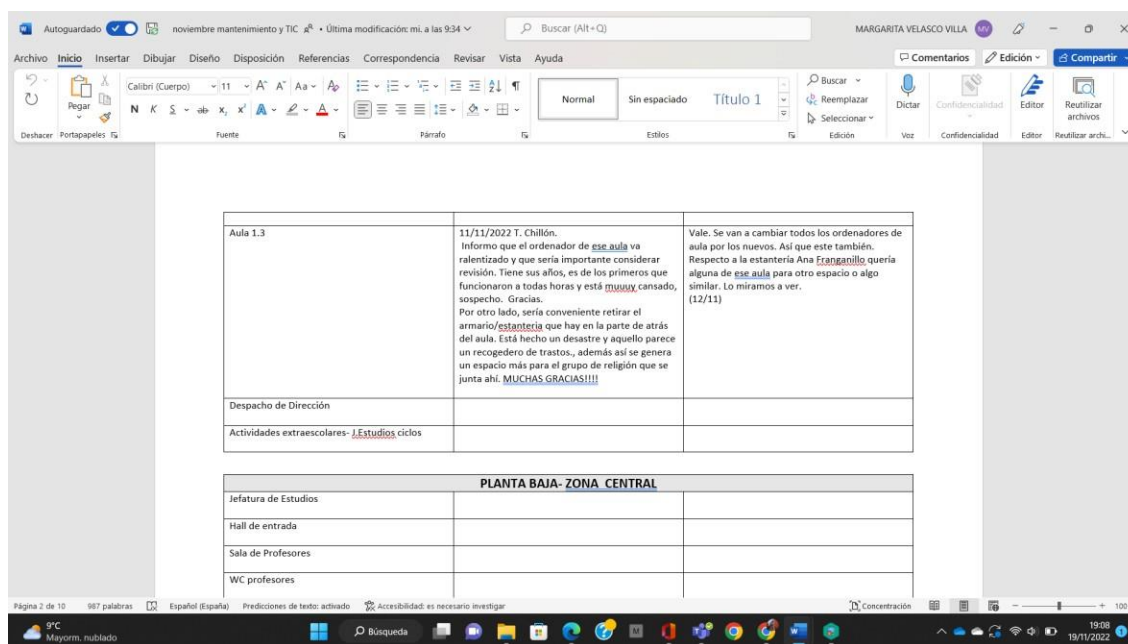 Autoguardado
noviembre mantenimiento y TIC • Última modificación: mi. a las 9:34
Buscar (Alt+Q)
MARGARITA VELASCO VILLA MV
Archivo Inicio Insertar Dibujar Diseño Disposición Referencias Correspondencia Revisar Vista Ayuda
Comentarios Edición Compartir
Pegar
Calibri (Cuerpo) 11 A A Aa A
N K S ab x, x' A A
Normal
Sin espaciado
Título 1
Buscar
Reemplazar
Seleccionar
Dictar
Confidencialidad
Editor
Reutilizar
archivos
Deshacer Portapapeles Fuente Párrafo Estilos Edición Voz Confidencialidad Editor Reutilizar archi...
Aula 1.3
11/11/2022 T. Chillón.
Informo que el ordenador de ese aula va
ralentizado y que sería importante considerar
revisión. Tiene sus años, es de los primeros que
funcionaron a todas horas y está muuuy cansado,
sospecho. Gracias.
Por otro lado, sería conveniente retirar el
armario/estanteria que hay en la parte de atrás
del aula. Está hecho un desastre y aquello parece
un recogedero de trastos., además así se genera
un espacio más para el grupo de religión que se
junta ahí. MUCHAS GRACIAS!!!!
Vale. Se van a cambiar todos los ordenadores de
aula por los nuevos. Así que este también.
Respecto a la estantería Ana Franganillo quería
alguna de ese aula para otro espacio o algo
similar. Lo miramos a ver.
(12/11)
Despacho de Dirección
Actividades extraescolares- J.Estudios ciclos
PLANTA BAJA- ZONA CENTRAL
Jefatura de Estudios
Hall de entrada
Sala de Profesores
WC profesores
Página 2 de 10 967 palabras Español (España) Predicciones de texto: activado Accesibilidad: es necesario investigar
Concentración
100
9°C
Mayorm. nublado
Búsqueda
19:08
19/11/2022